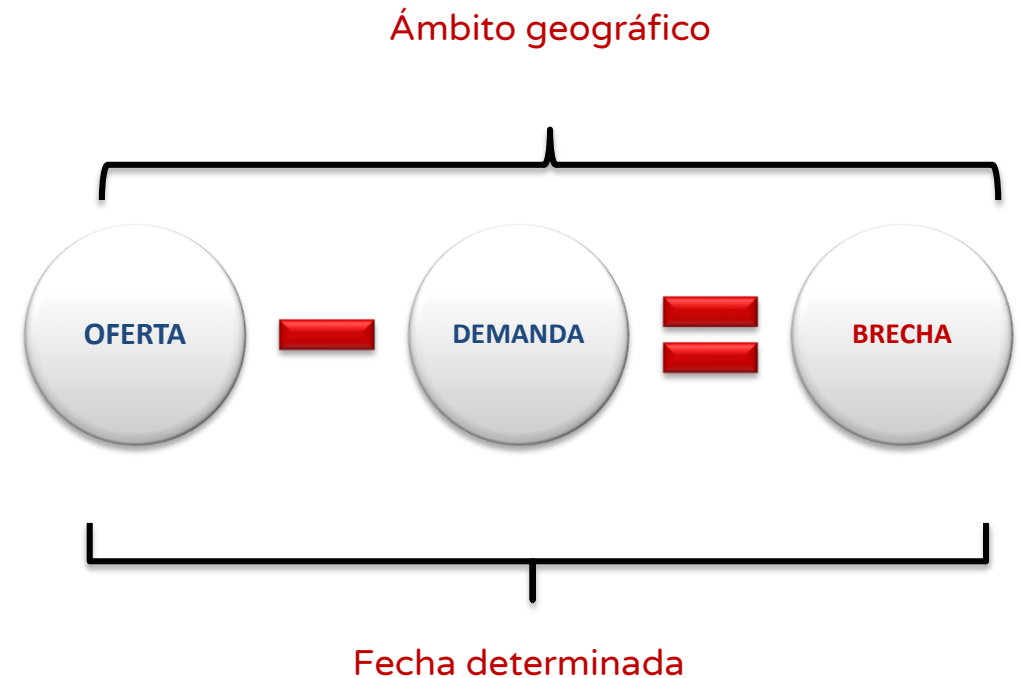 Ámbito geográfico
OFERTA
DEMANDA
BRECHA
Fecha determinada